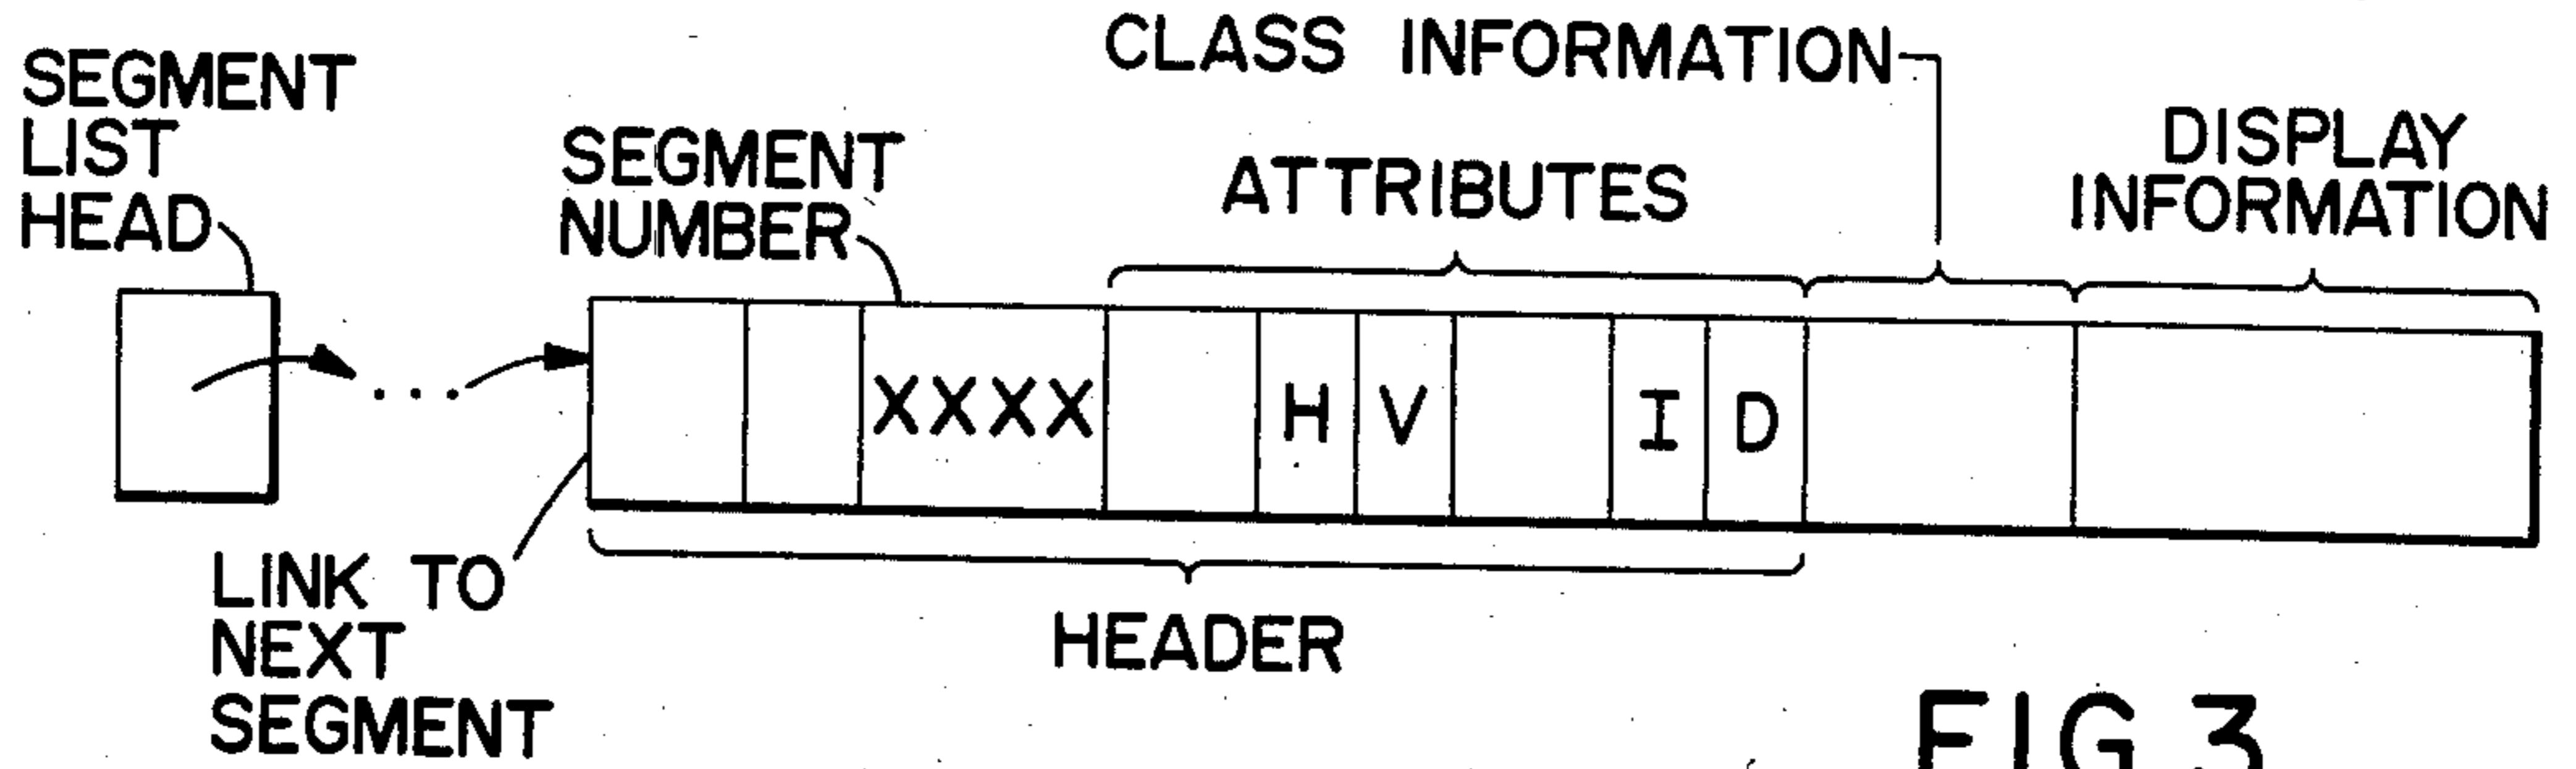 CLASS INFORMATION
SEGMENT
LIST
HEAD
SEGMENT
NUMBER
ATTRIBUTES
DISPLAY
INFORMATION
XXXX
H
V
I
D
LINK TO
NEXT
SEGMENT
HEADER
FIG 3